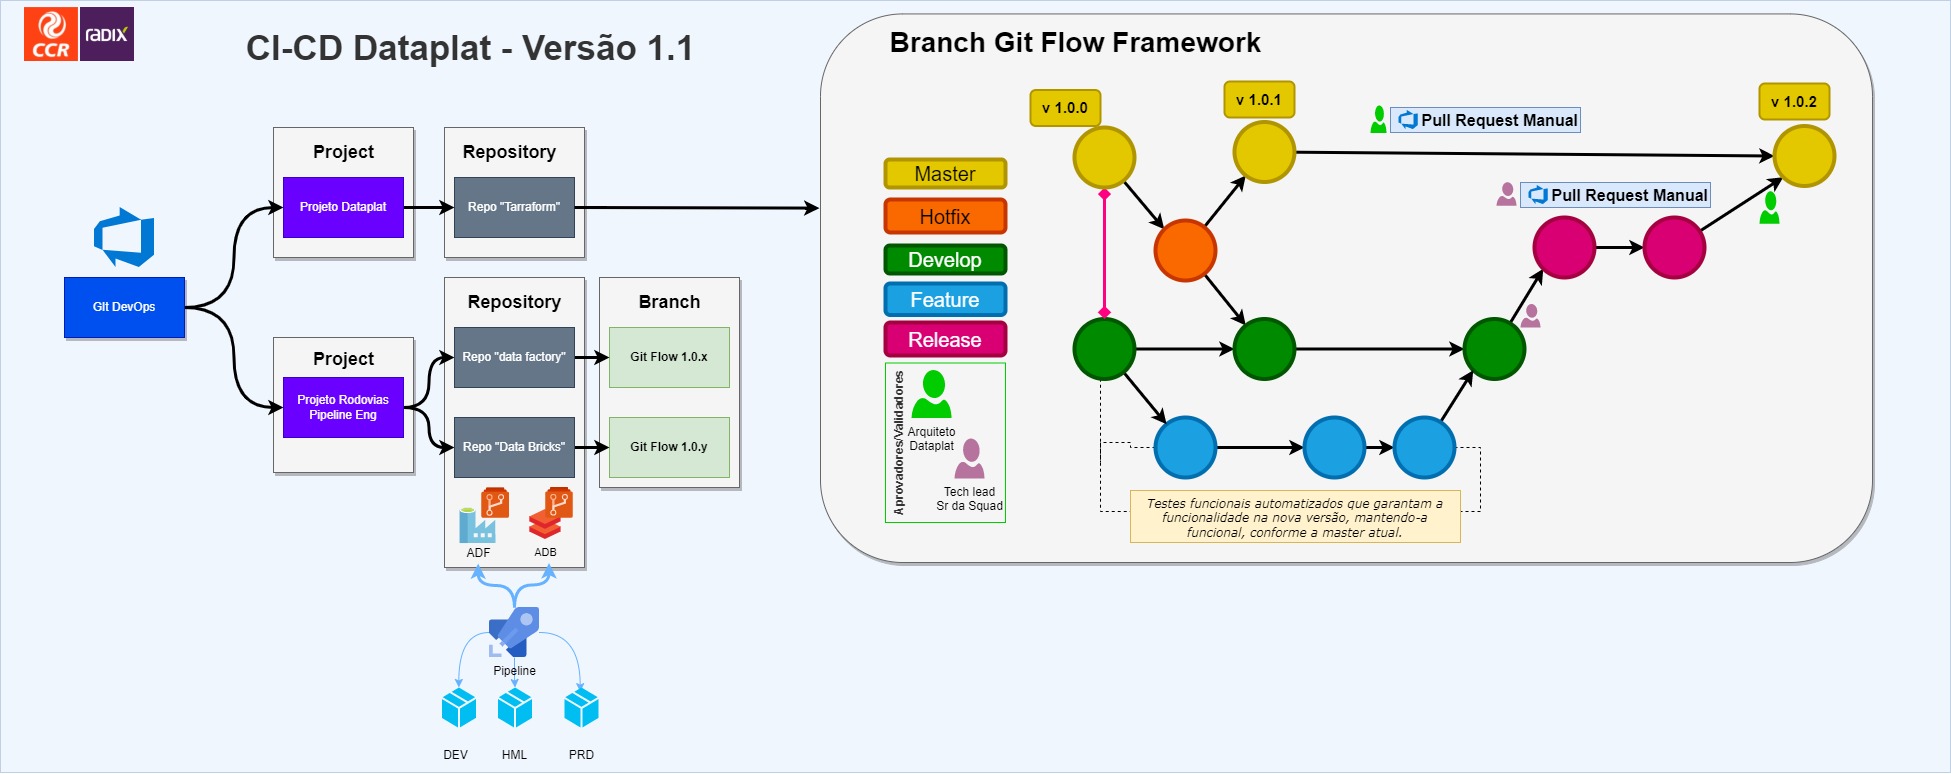 CCR
radix
CI-CD Dataplat - Versão 1.1
Git DevOps
Project
Projeto Dataplat
Repository
Repo "Tarraform"
Project
Projeto Rodovias
Pipeline Eng
Repository
Repo "data factory"
Repo "Data Bricks"
ADF
ADB
Branch
Git Flow 1.0.x
Git Flow 1.0.y
Pipeline
DEV
HML
PRD
Branch Git Flow Framework
v 1.0.0
v 1.0.1
v 1.0.2
Pull Request Manual
Pull Request Manual
Master
Hotfix
Develop
Feature
Release
Aprovadores/Validadores
Arquiteto
Dataplat
Tech lead
Sr da Squad
Testes funcionais automatizados que garantam a
funcionalidade na nova versão, mantendo-a
funcional, conforme a master atual.